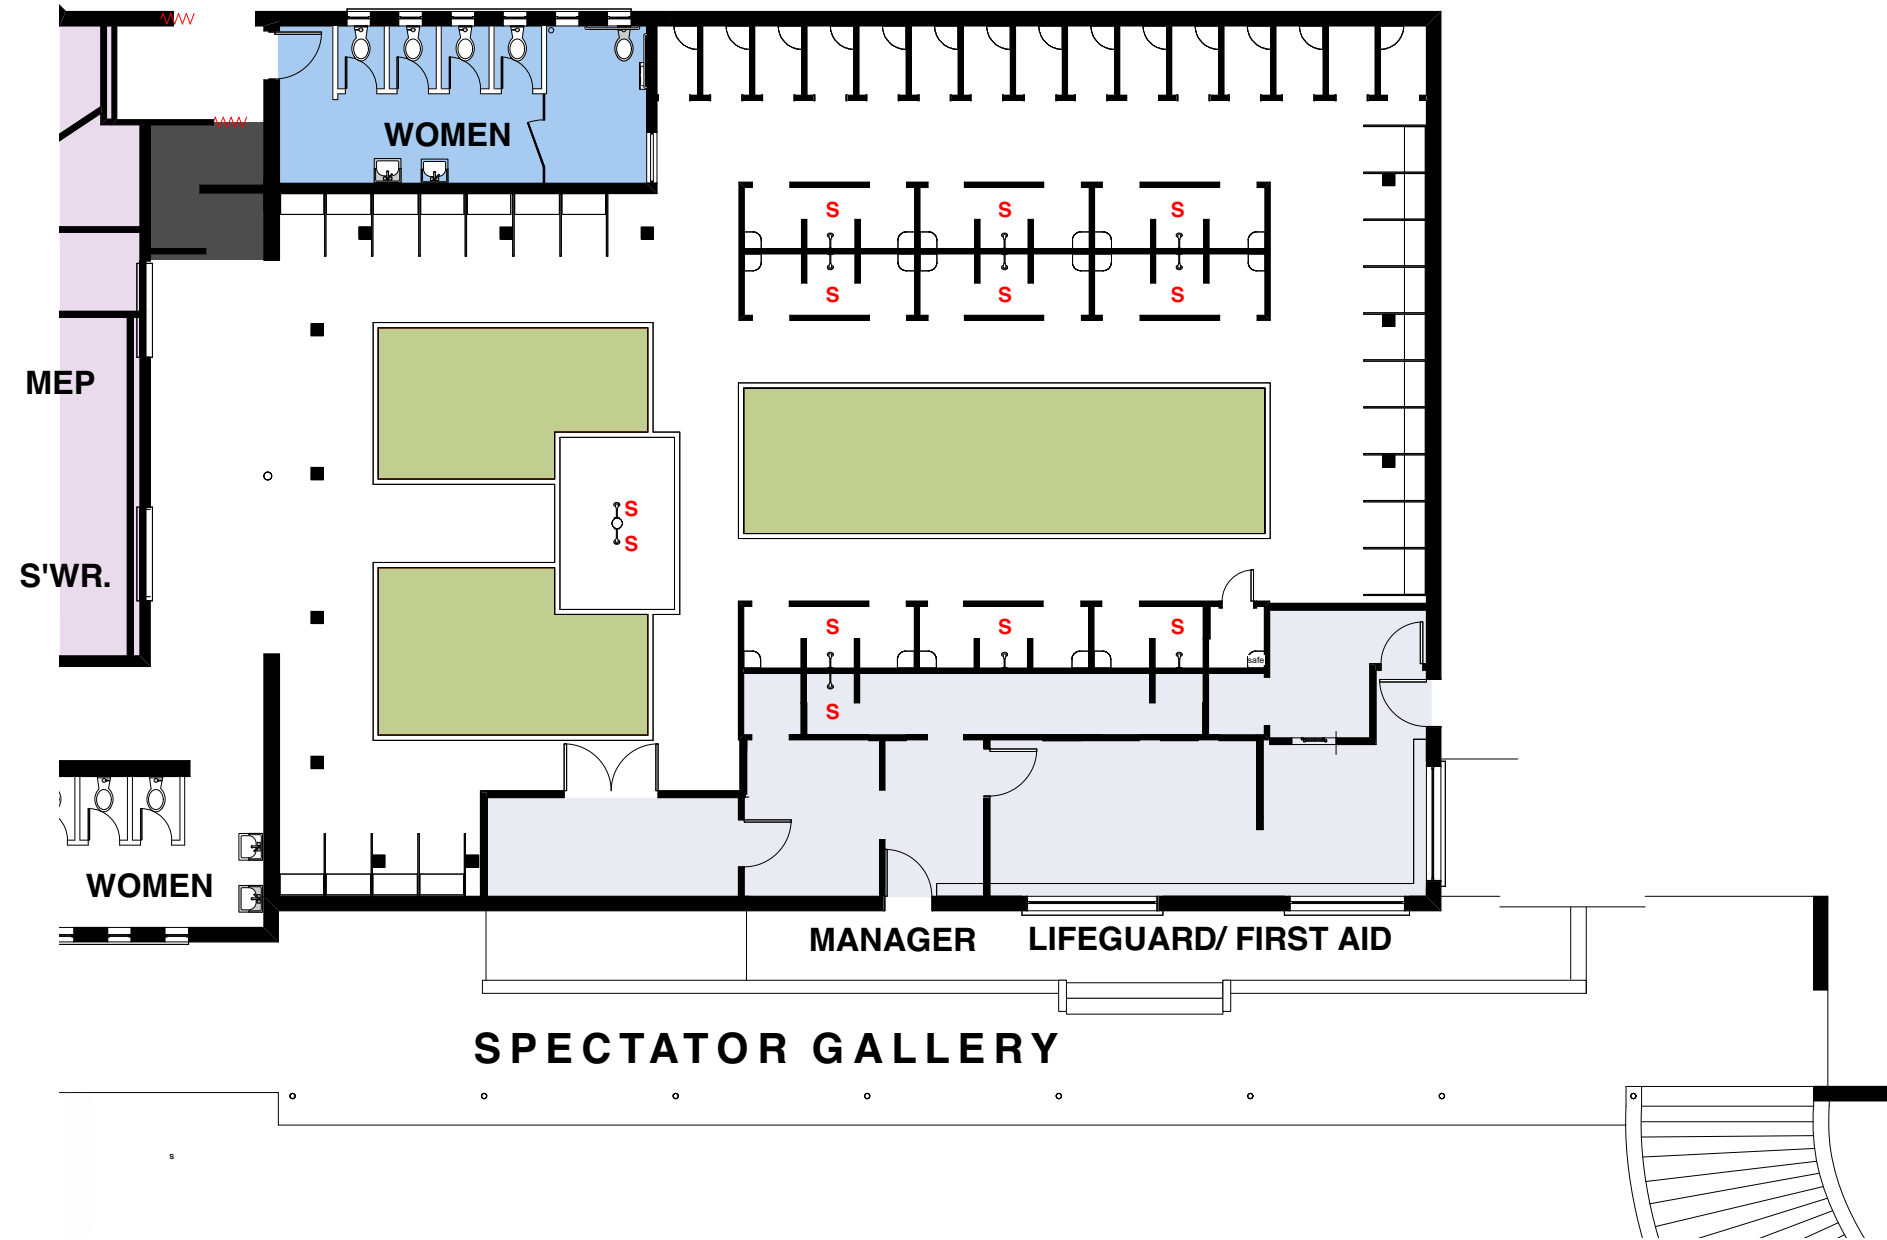 WOMEN
S S S
S S S
MEP
S
S
S'WR.
S S S
safe
S
WOMEN
MANAGER
LIFEGUARD/ FIRST AID
SPECTATOR GALLERY
s